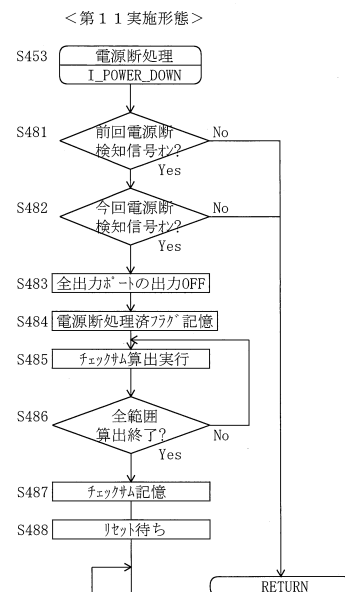 ＜第１１実施形態＞
S453 電源断処理
I_POWER_DOWN
S481 前回電源断 No
検知信号ｵﾝ?
Yes
S482 今回電源断 No
検知信号ｵﾝ?
Yes
S483 全出力ﾎﾟｰﾄの出力OFF
S484 電源断処理済ﾌﾗｸﾞ記憶
S485 ﾁｪｯｸｻﾑ算出実行
S486 全範囲
算出終了? No
Yes
S487 ﾁｪｯｸｻﾑ記憶
S488 ﾘｾｯﾄ待ち
RETURN